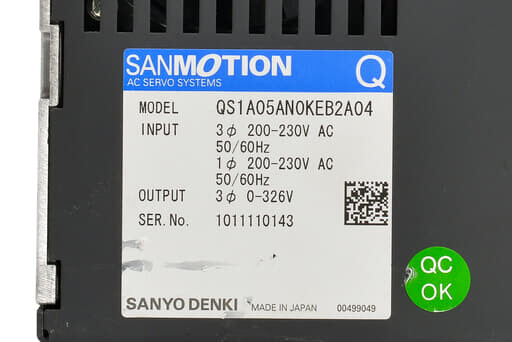 SANMOTION Q
AC SERVO SYSTEMS
MODEL QS1A05AN0KEB2A04
INPUT 3φ 200-230V AC
50/60Hz
1φ 200-230V AC
50/60Hz
OUTPUT 3φ 0-326V
SER.No. 1011110143
QC
OK
SANYO DENKI MADE IN JAPAN 00499049